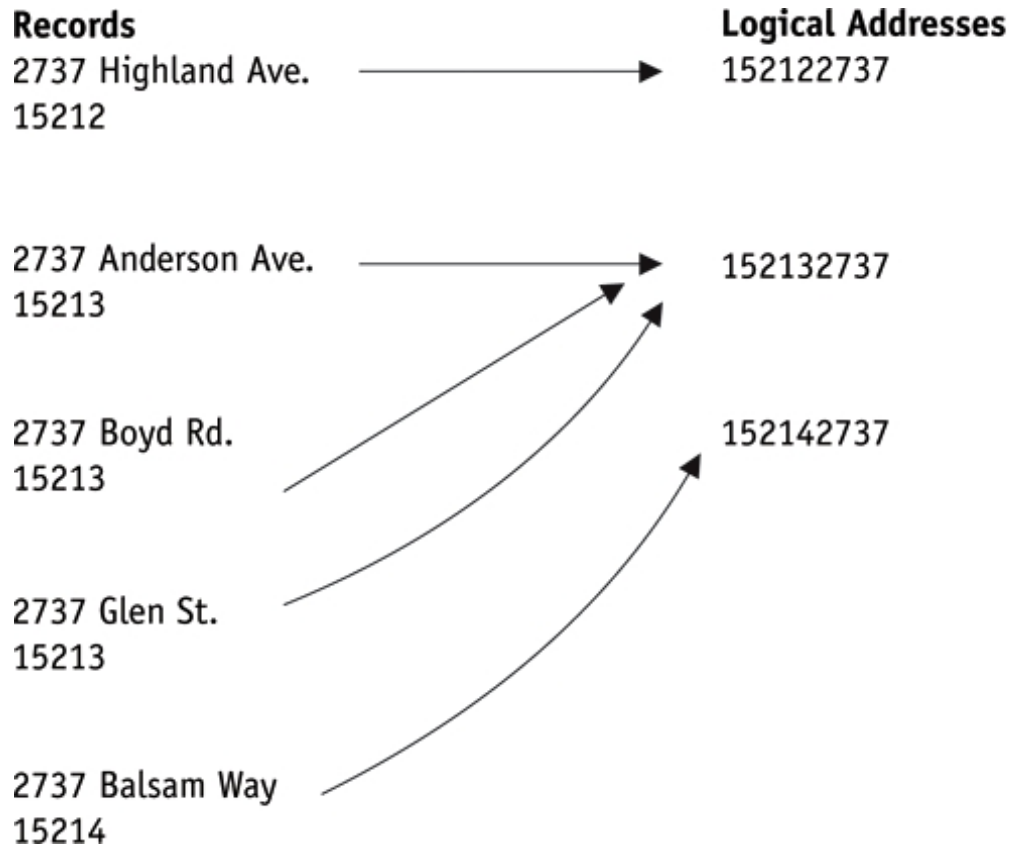 Records
2737 Highland Ave.
15212
2737 Anderson Ave.
15213
2737 Boyd Rd.
15213
2737 Glen St.
15213
2737 Balsam Way
15214
Logical Addresses
152122737
152132737
152142737